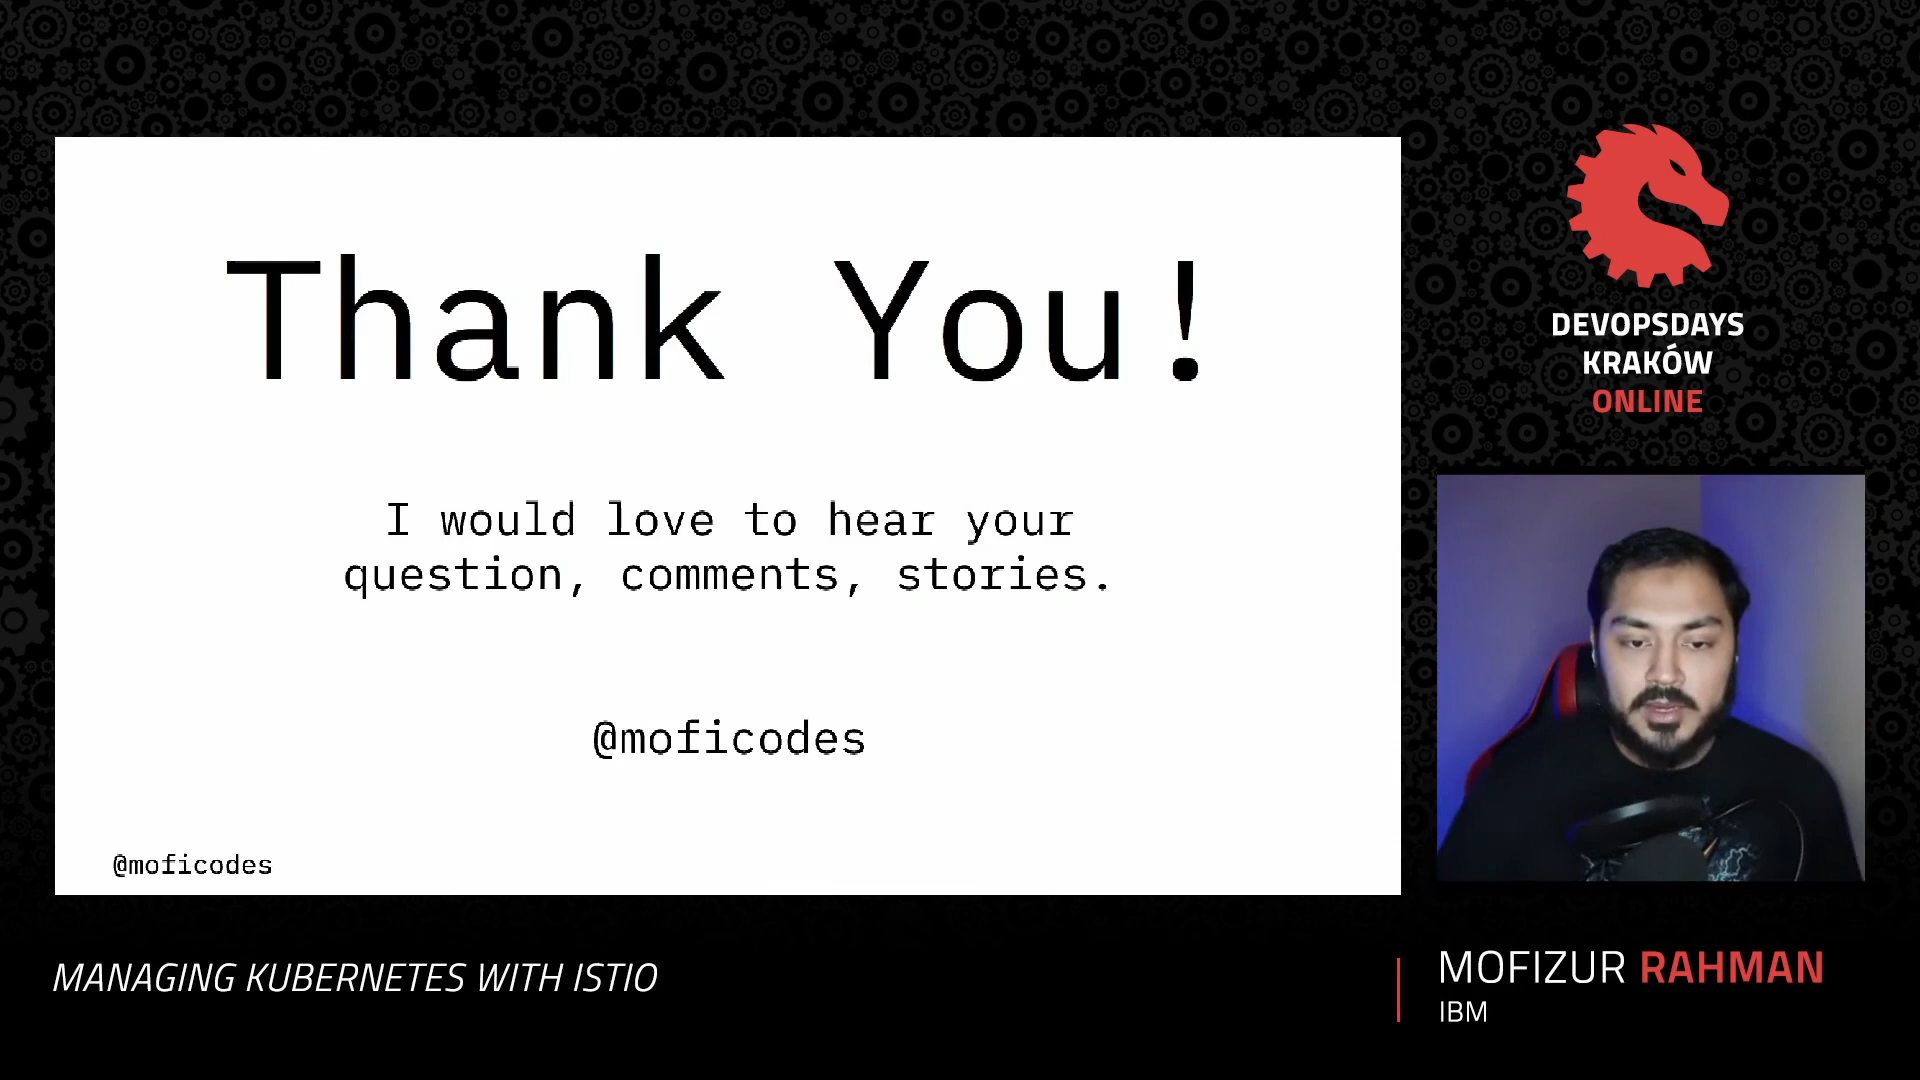 Thank You!
I would love to hear your
question, comments, stories.
@moficodes
@moficodes
DEVOPSDAYS
KRAKÓW
ONLINE
MANAGING KUBERNETES WITH ISTIO
MOFIZUR RAHMAN
IBM